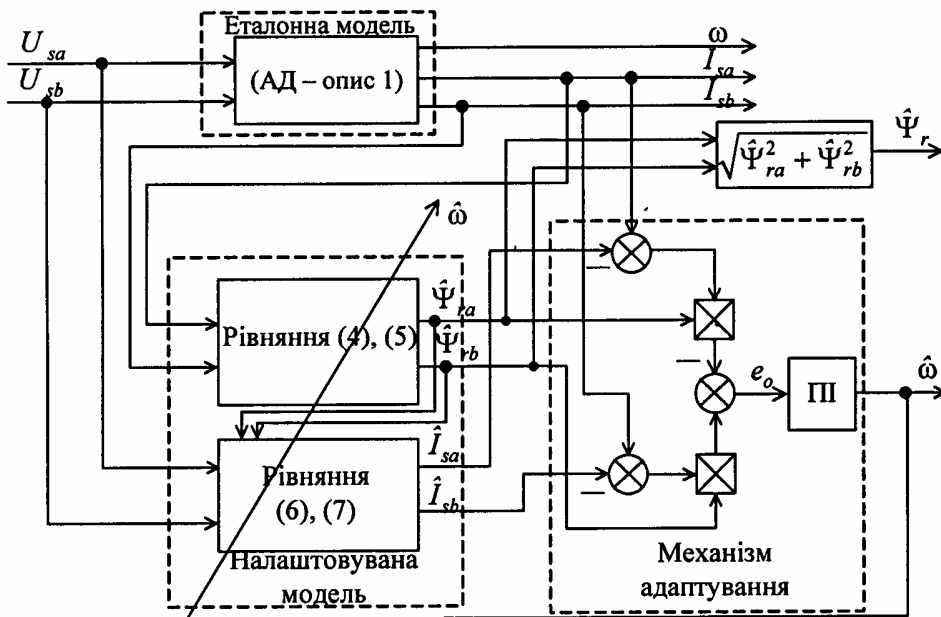 Еталонна модель
U_sa
U_sb
(АД – опис 1)
ω
I_sa
I_sb
√(Ψ̂²_ra + Ψ̂²_rb)
Ψ̂_r
ω̂
Рівняння (4), (5)
Ψ̂_ra
Ψ̂_rb
Рівняння
(6), (7)
Î_sa
Î_sb
Налаштовувана
модель
–
–
–
e_o
ПІ
ω̂
Механізм
адаптування